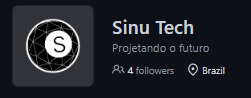 S
Sinu Tech
Projetando o futuro
4 followers Brazil